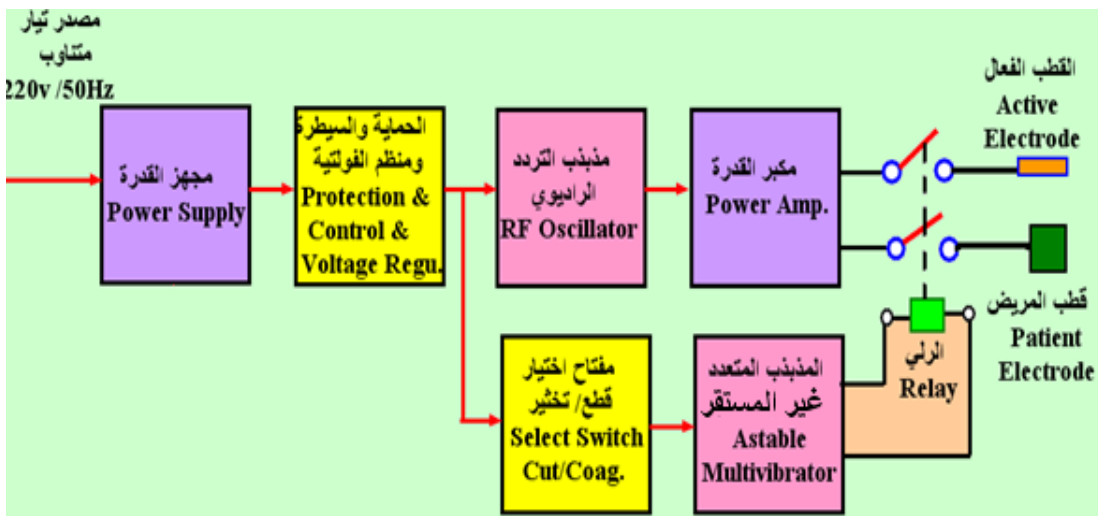 مصدر تيار
متناوب
220v /50Hz
مجهز القدرة
Power Supply
الحماية والسيطرة
ومنظم الفولتية
Protection &
Control &
Voltage Regu.
مذبذب التردد
الراديوي
RF Oscillator
مكبر القدرة
Power Amp.
القطب الفعال
Active
Electrode
قطب المريض
Patient
Electrode
مفتاح اختيار
قطع/ تخثير
Select Switch
Cut/Coag.
المذبذب المتعدد
غير المستقر
Astable
Multivibrator
الرلي
Relay